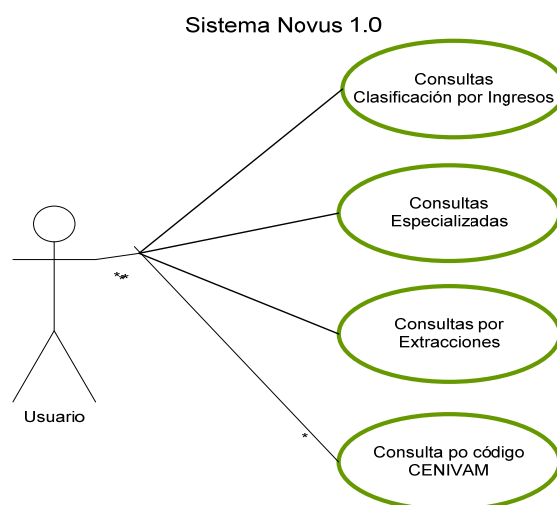 Sistema Novus 1.0
Consultas
Clasificación por Ingresos
Consultas
Especializadas
Consultas por
Extracciones
Consulta po código
CENIVAM
Usuario
***
*